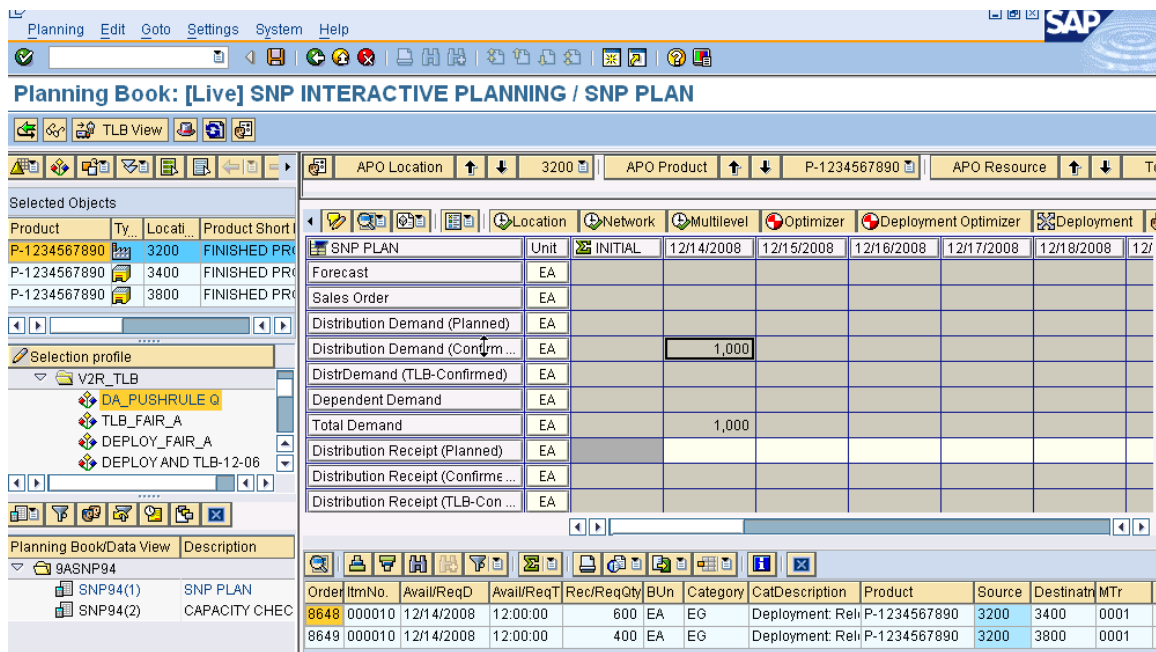 Planning Edit Goto Settings System Help
SAP
Planning Book: [Live] SNP INTERACTIVE PLANNING / SNP PLAN
TLB View
APO Location 3200 APO Product P-1234567890 APO Resource
Selected Objects
Product Ty... Locati... Product Short
Location Network Multilevel Optimizer Deployment Optimizer Deployment
P-1234567890 3200 FINISHED PR
P-1234567890 3400 FINISHED PR
P-1234567890 3800 FINISHED PR
SNP PLAN Unit INITIAL 12/14/2008 12/15/2008 12/16/2008 12/17/2008 12/18/2008 12/
Forecast EA
Sales Order EA
Distribution Demand (Planned) EA
Distribution Demand (Confirm ... EA 1,000
DistrDemand (TLB-Confirmed) EA
Dependent Demand EA
Total Demand EA 1,000
Distribution Receipt (Planned) EA
Distribution Receipt (Confirme ... EA
Distribution Receipt (TLB-Con ... EA
Selection profile
V2R_TLB
DA_PUSHRULE Q
TLB_FAIR_A
DEPLOY_FAIR_A
DEPLOY AND TLB-12-06
Planning Book/Data View Description
9ASNP94
SNP94(1) SNP PLAN
SNP94(2) CAPACITY CHEC
Order ItmNo. Avail/ReqD Avail/ReqT Rec/ReqQty BUn Category CatDescription Product Source Destinatn MTr
8648 000010 12/14/2008 12:00:00 600 EA EG Deployment: Rel P-1234567890 3200 3400 0001
8649 000010 12/14/2008 12:00:00 400 EA EG Deployment: Rel P-1234567890 3200 3800 0001